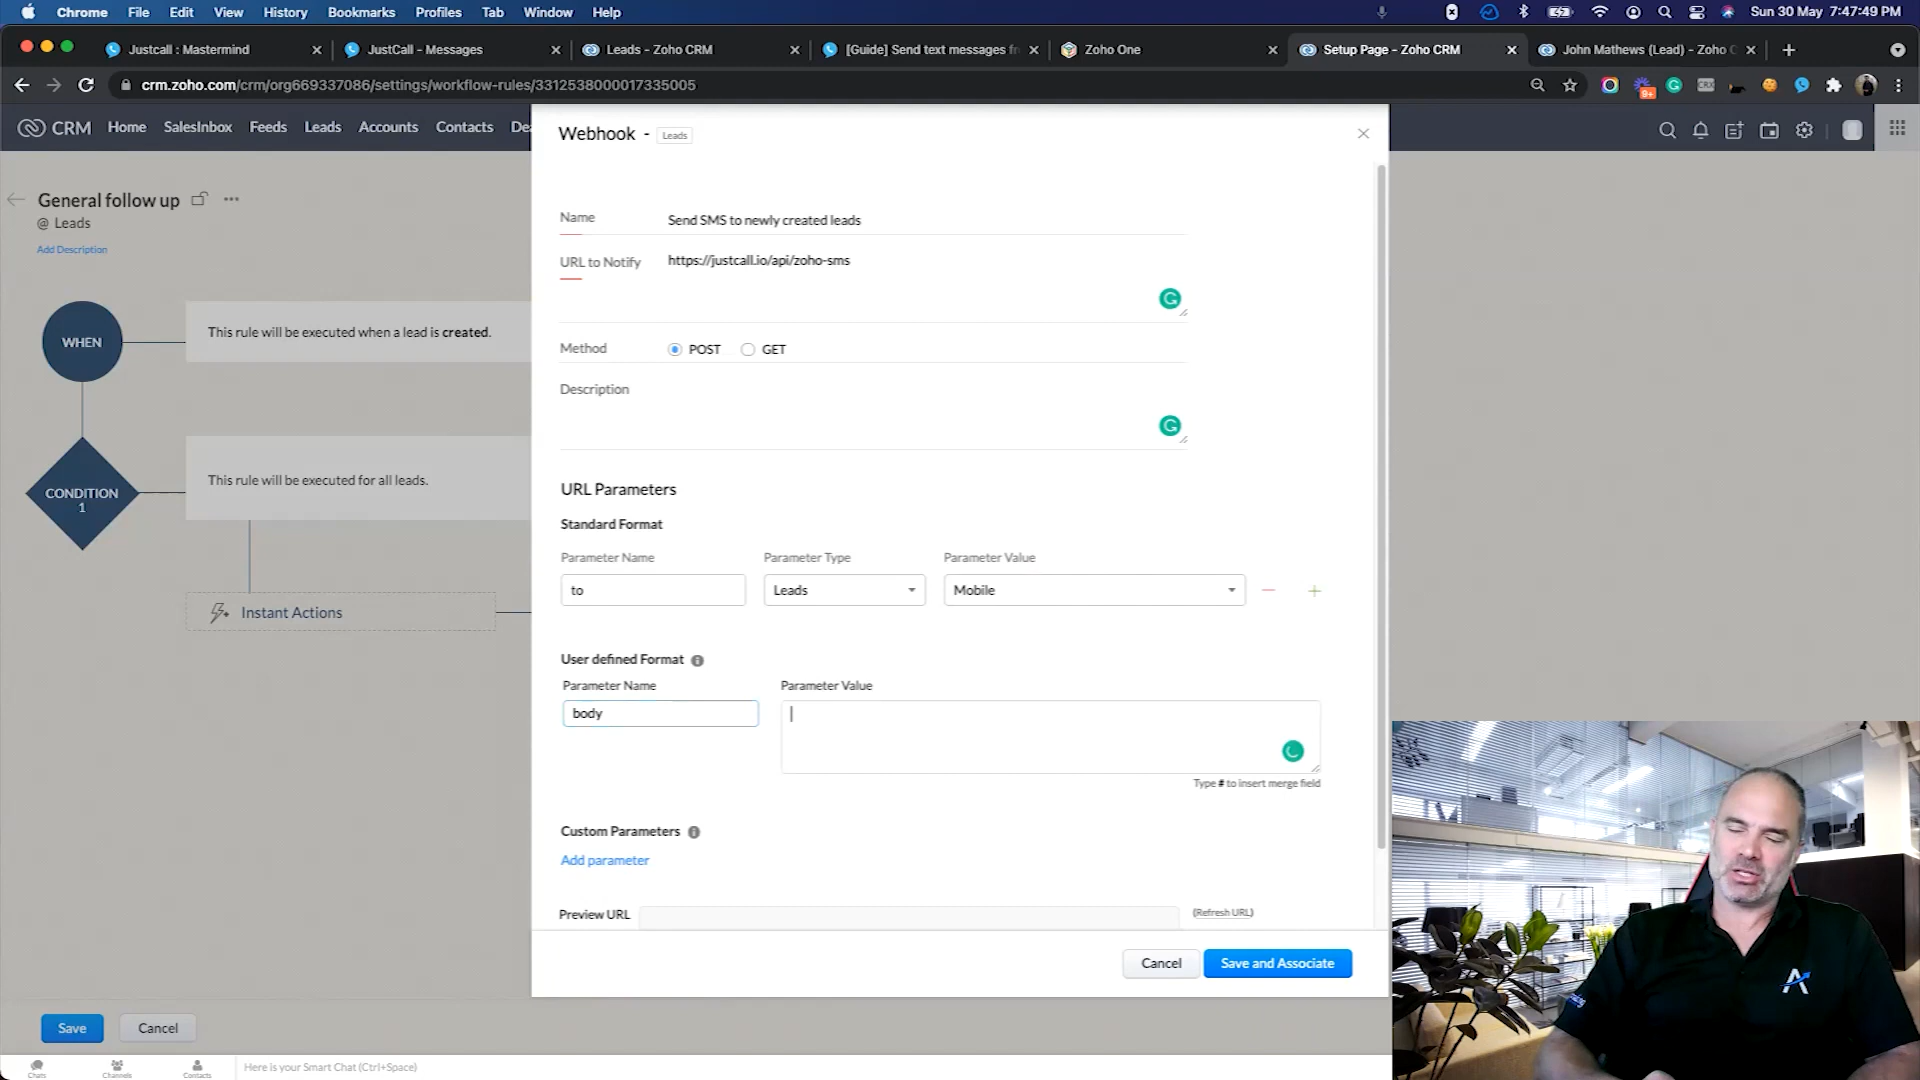 Chrome File Edit View History Bookmarks Profiles Tab Window Help
Sun 30 May 7:47:49 PM
Justcall : Mastermind
JustCall - Messages
Leads - Zoho CRM
[Guide] Send text messages fr
Zoho One
Setup Page - Zoho CRM
John Mathews (Lead) - Zoho C
crm.zoho.com/crm/org669337086/settings/workflow-rules/3312538000017335005
9+
CRM Home SalesInbox Feeds Leads Accounts Contacts Dea
General follow up
@ Leads
Add Description
WHEN
This rule will be executed when a lead is created.
CONDITION
1
This rule will be executed for all leads.
Instant Actions
Save Cancel
Chats Channels Contacts
Here is your Smart Chat (Ctrl+Space)
Webhook - Leads
Name Send SMS to newly created leads
URL to Notify https://justcall.io/api/zoho-sms
Method POST GET
Description
URL Parameters
Standard Format
Parameter Name Parameter Type Parameter Value
to Leads Mobile
User defined Format
Parameter Name Parameter Value
body
Type # to insert merge field
Custom Parameters
Add parameter
Preview URL (Refresh URL)
Cancel Save and Associate